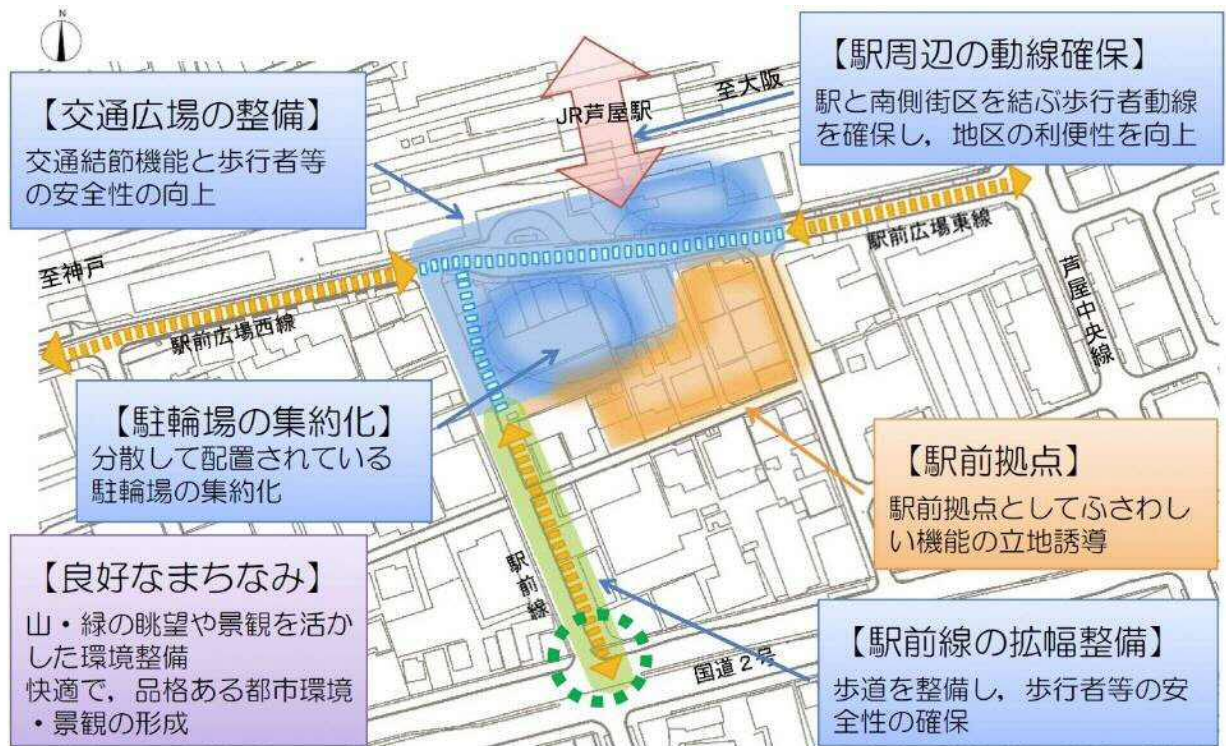 N
【交通広場の整備】
交通結節機能と歩行者等
の安全性の向上
JR芦屋駅
至大阪
【駅周辺の動線確保】
駅と南側街区を結ぶ歩行者動線
を確保し，地区の利便性を向上
至神戸
駅前広場西線
駅前広場東線
芦屋中央線
【駐輪場の集約化】
分散して配置されている
駐輪場の集約化
【駅前拠点】
駅前拠点としてふさわし
い機能の立地誘導
【良好なまちなみ】
山・緑の眺望や景観を活か
した環境整備
快適で，品格ある都市環境
・景観の形成
駅前線
国道２号
【駅前線の拡幅整備】
歩道を整備し，歩行者等の安
全性の確保